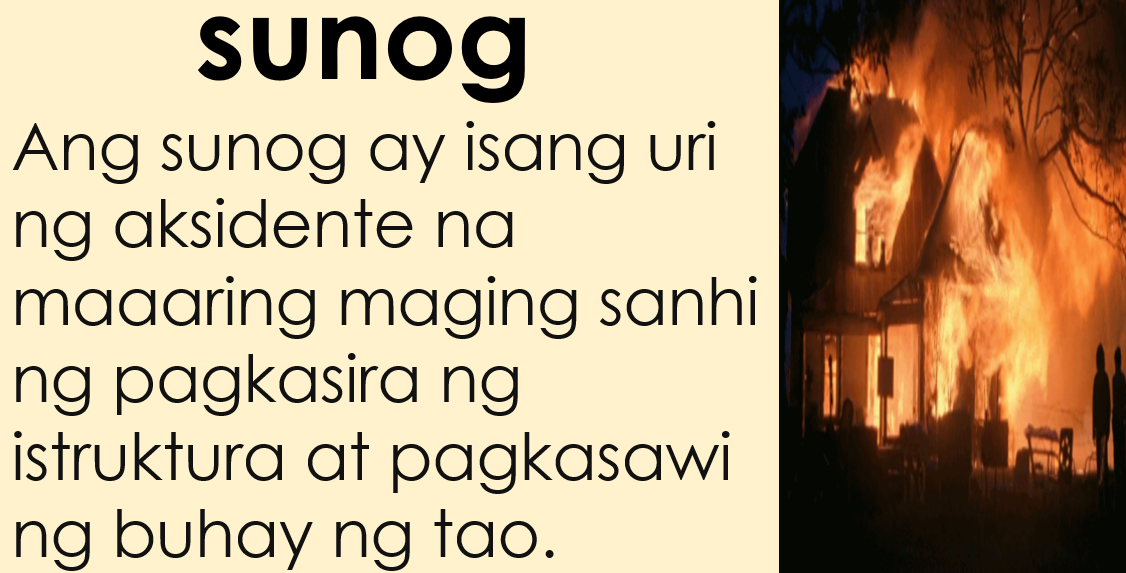 sunog
Ang sunog ay isang uri
ng aksidente na
maaaring maging sanhi
ng pagkasira ng
istruktura at pagkasawi
ng buhay ng tao.